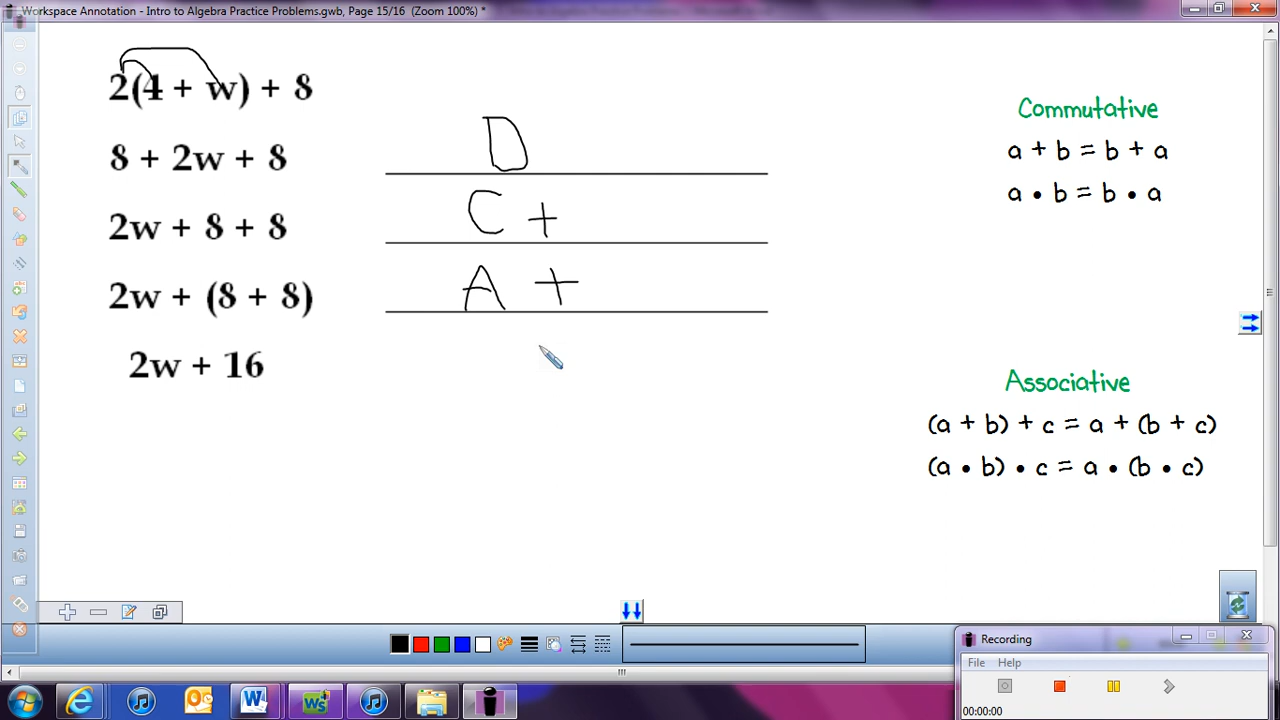 Workspace Annotation - Intro to Algebra Practice Problems.gwb, Page 15/16 (Zoom 100%) *
2(4 + w) + 8
8 + 2w + 8
D
2w + 8 + 8
C +
2w + (8 + 8)
A +
2w + 16
Commutative
a + b = b + a
a • b = b • a
Associative
(a + b) + c = a + (b + c)
(a • b) • c = a • (b • c)
Recording
File Help
00:00:00